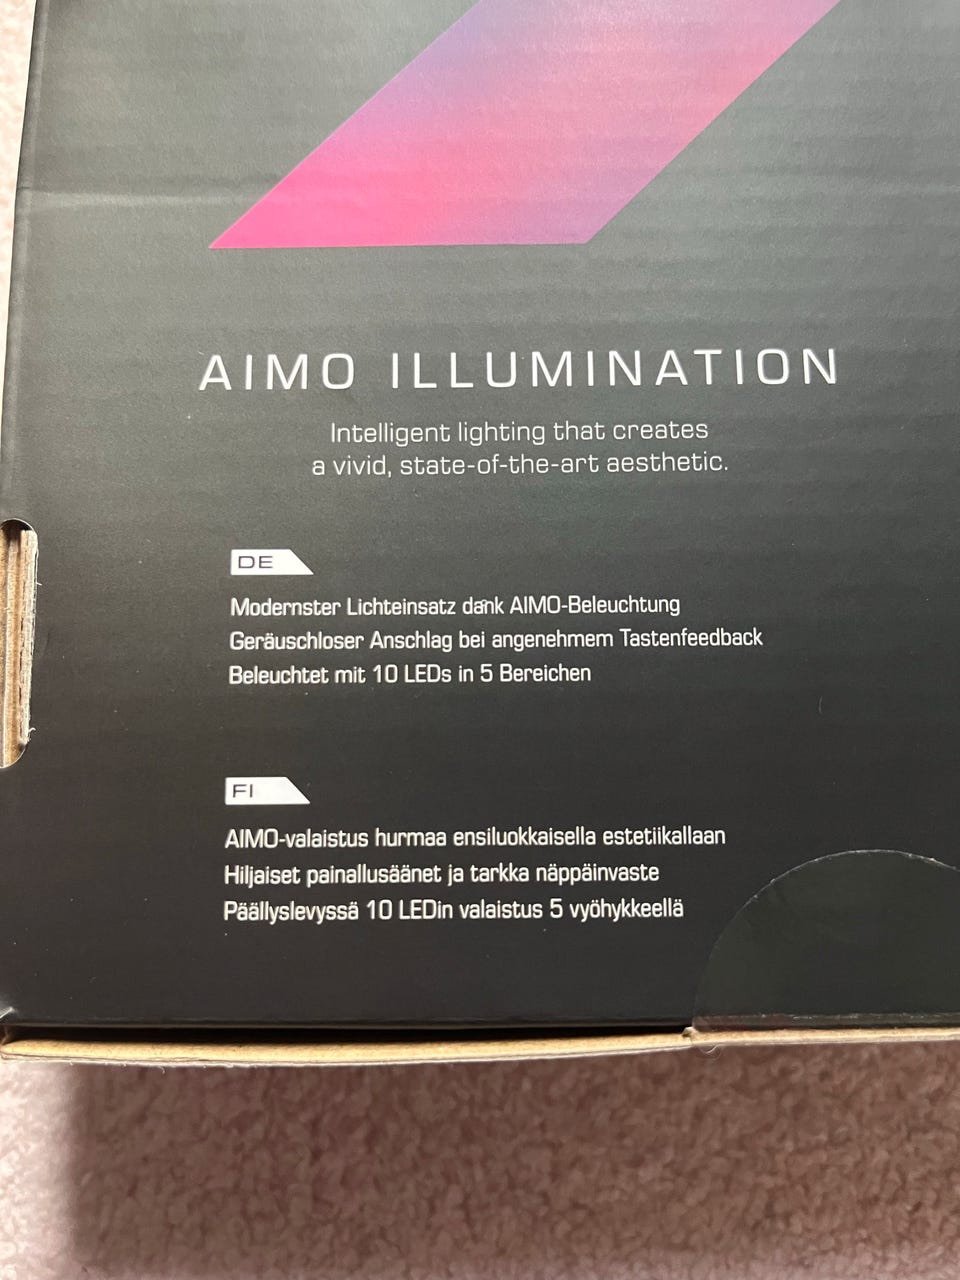 AIMO ILLUMINATION
Intelligent lighting that creates
a vivid, state-of-the-art aesthetic.
DE
Modernster Lichteinsatz dank AIMO-Beleuchtung
Geräuschloser Anschlag bei angenehmem Tastenfeedback
Beleuchtet mit 10 LEDs in 5 Bereichen
FI
AIMO-valaistus hurmaa ensiluokkaisella estetiikallaan
Hiljaiset painallusäänet ja tarkka näppäinvaste
Päällyslevyssä 10 LEDin valaistus 5 vyöhykkeellä